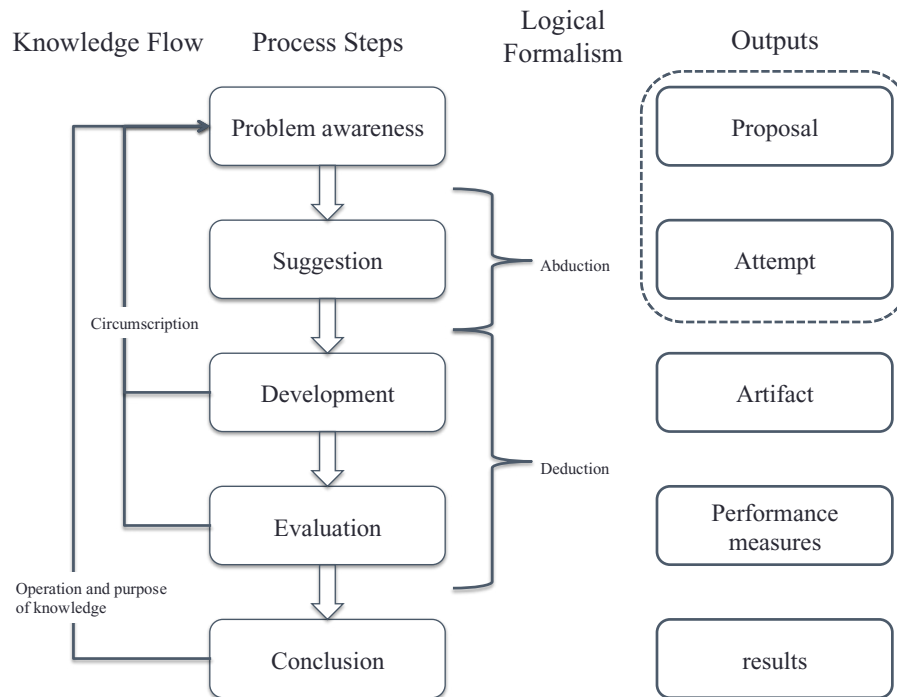 Knowledge Flow
Process Steps
Logical
Formalism
Outputs
Problem awareness
Proposal
Suggestion
Abduction
Attempt
Circumscription
Development
Artifact
Deduction
Evaluation
Performance
measures
Operation and purpose
of knowledge
Conclusion
results